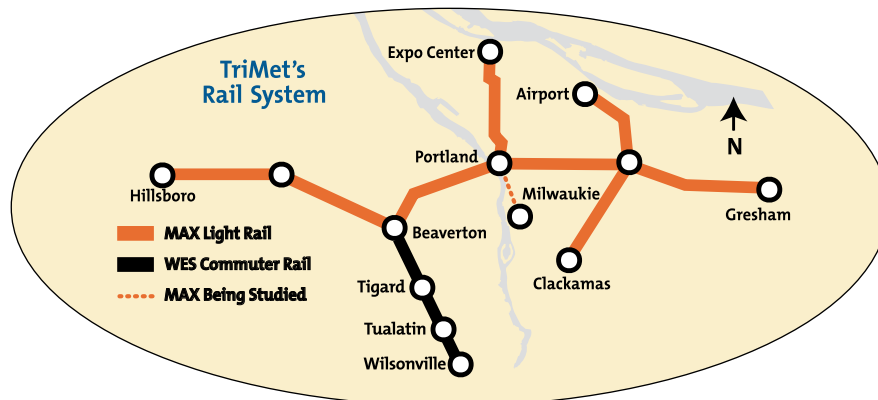 TriMet's
Rail System
Expo Center
Airport
N
Portland
Milwaukie
Hillsboro
Gresham
Beaverton
Clackamas
Tigard
Tualatin
Wilsonville
MAX Light Rail
WES Commuter Rail
MAX Being Studied